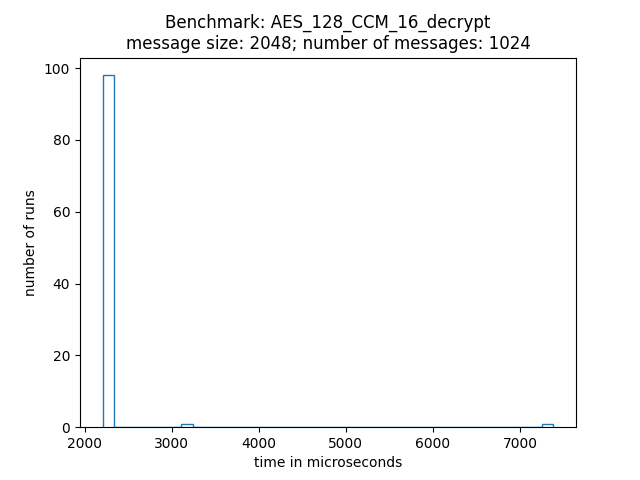 Benchmark: AES_128_CCM_16_decrypt
message size: 2048; number of messages: 1024
100
80
60
40
20
0
number of runs
2000 3000 4000 5000 6000 7000
time in microseconds